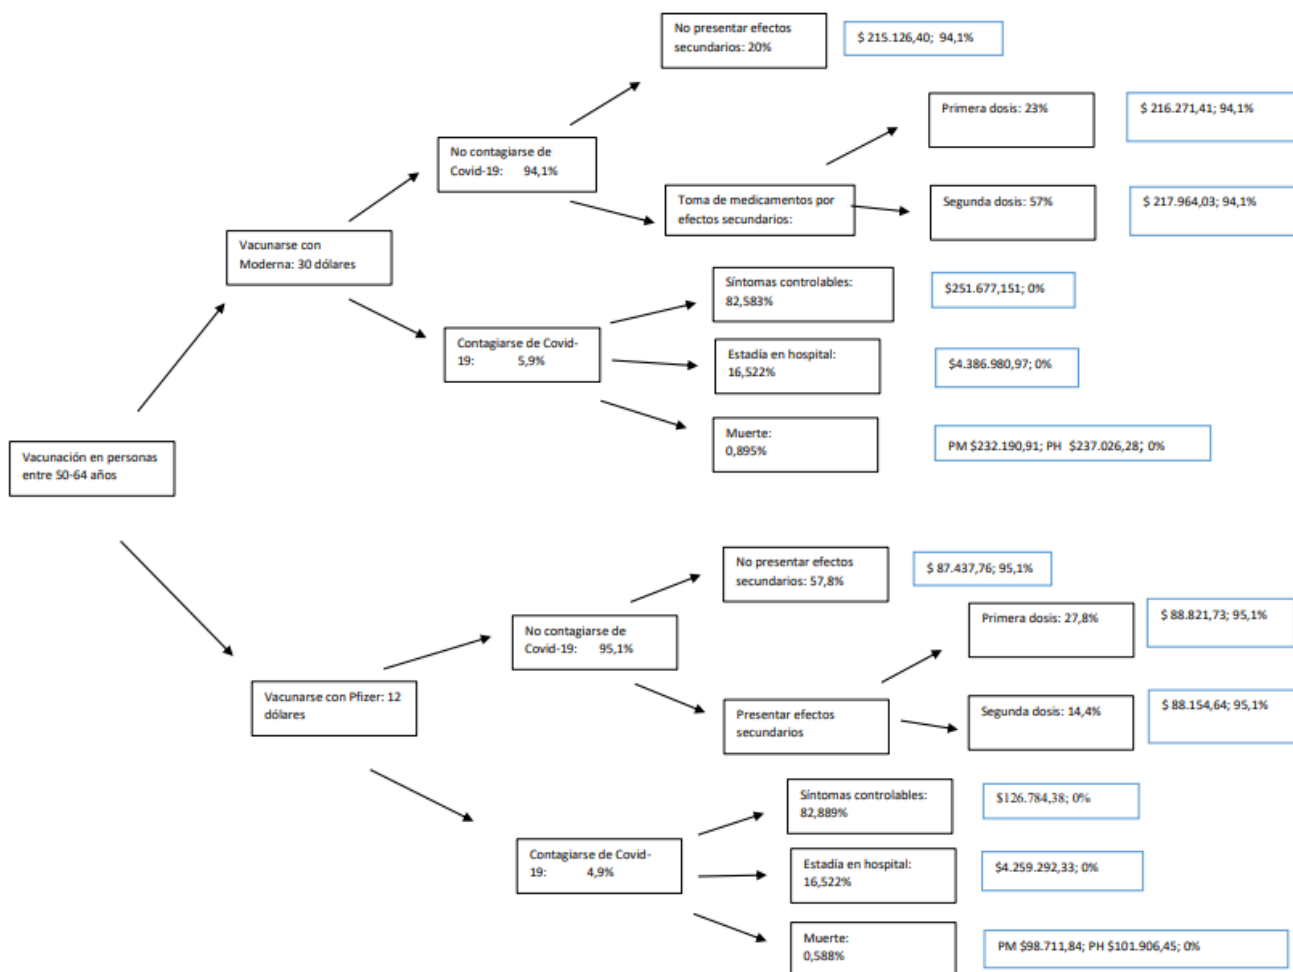 No presentar efectos
secundarios: 20%
$ 215.126,40; 94,1%
Primera dosis: 23%
$ 216.271,41; 94,1%
No contagiarse de
Covid-19: 94,1%
Toma de medicamentos por
efectos secundarios:
Segunda dosis: 57%
$ 217.964,03; 94,1%
Vacunarse con
Moderna: 30 dólares
Síntomas controlables:
82,583%
$251.677,151; 0%
Contagiarse de Covid-
19: 5,9%
Estadía en hospital:
16,522%
$4.386.980,97; 0%
Muerte:
0,895%
PM $232.190,91; PH $237.026,28; 0%
Vacunación en personas
entre 50-64 años
No presentar efectos
secundarios: 57,8%
$ 87.437,76; 95,1%
Primera dosis: 27,8%
$ 88.821,73; 95,1%
No contagiarse de
Covid-19: 95,1%
Presentar efectos
secundarios
Segunda dosis: 14,4%
$ 88.154,64; 95,1%
Vacunarse con Pfizer: 12
dólares
Síntomas controlables:
82,889%
$126.784,38; 0%
Contagiarse de Covid-
19: 4,9%
Estadía en hospital:
16,522%
$4.259.292,33; 0%
Muerte:
0,588%
PM $98.711,84; PH $101.906,45; 0%